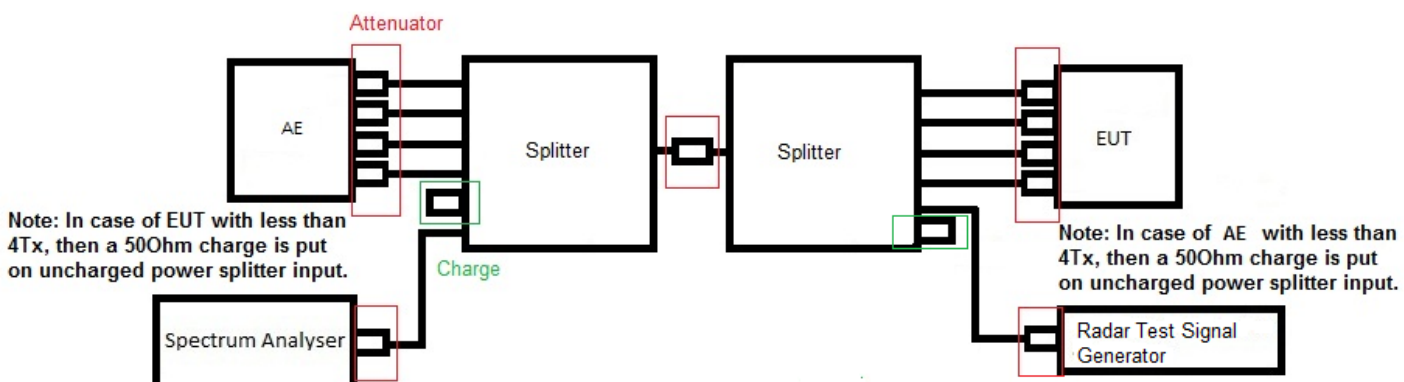 Attenuator
AE
Splitter
Splitter
EUT
Note: In case of EUT with less than
4Tx, then a 50Ohm charge is put
on uncharged power splitter input.
Charge
Note: In case of AE with less than
4Tx, then a 50Ohm charge is put
on uncharged power splitter input.
Spectrum Analyser
Radar Test Signal
Generator